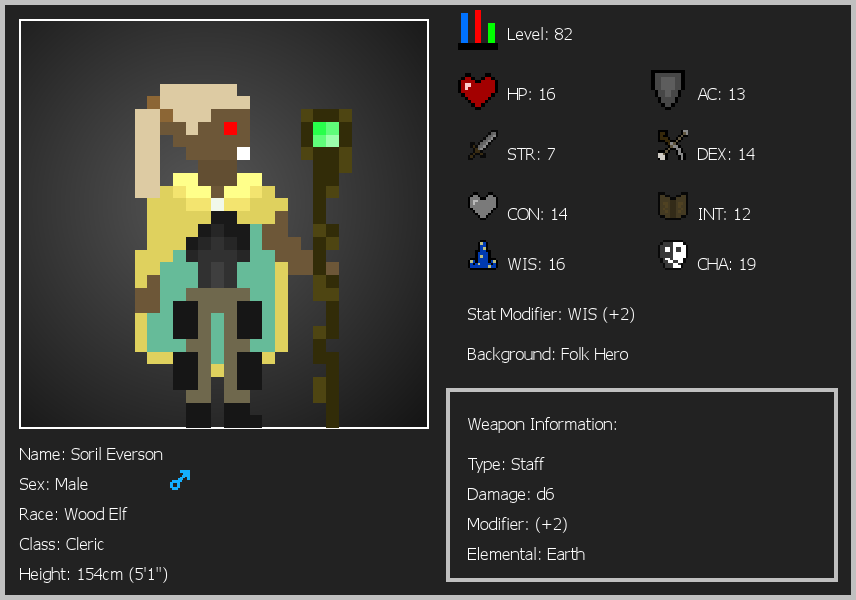 Level: 82
HP: 16
AC: 13
STR: 7
DEX: 14
CON: 14
INT: 12
WIS: 16
CHA: 19
Stat Modifier: WIS (+2)
Background: Folk Hero
Weapon Information:
Type: Staff
Damage: d6
Modifier: (+2)
Elemental: Earth
Name: Soril Everson
Sex: Male
Race: Wood Elf
Class: Cleric
Height: 154cm (5'1")